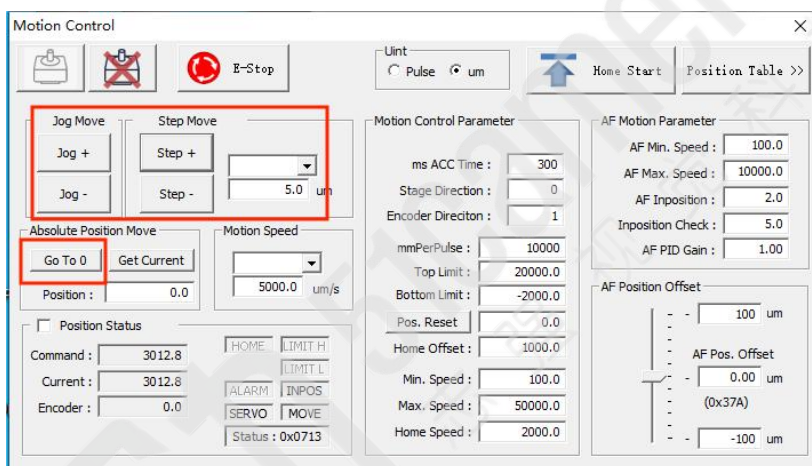 Motion Control
E-Stop
Uint
Pulse um
Home Start
Position Table >>
Jog Move
Jog +
Jog -
Step Move
Step +
Step -
5.0 um
Absolute Position Move
Go To 0 Get Current
Position : 0.0
Motion Speed
5000.0 um/s
Position Status
Command : 3012.8
Current : 3012.8
Encoder : 0.0
HOME LIMIT H
LIMIT L
ALARM INPOS
SERVO MOVE
Status : 0x0713
Motion Control Parameter
ms ACC Time : 300
Stage Direction : 0
Encoder Direciton : 1
mmPerPulse : 10000
Top Limit : 20000.0
Bottom Limit : -2000.0
Pos. Reset 0.0
Home Offset : 1000.0
Min. Speed : 100.0
Max. Speed : 50000.0
Home Speed : 2000.0
AF Motion Parameter
AF Min. Speed : 100.0
AF Max. Speed : 10000.0
AF Inposition : 2.0
Inposition Check : 5.0
AF PID Gain : 1.00
AF Position Offset
100 um
AF Pos. Offset
0.00 um
(0x37A)
-100 um